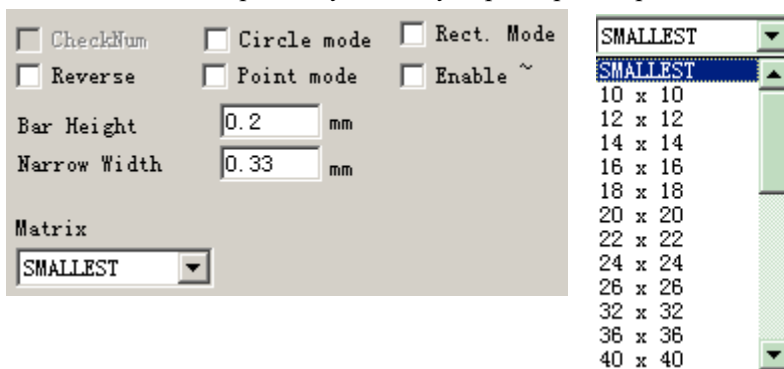 CheckNum Circle mode Rect. Mode
Reverse Point mode Enable ~
Bar Height 0.2 mm
Narrow Width 0.33 mm
Matrix
SMALLEST
SMALLEST
SMALLEST
10 x 10
12 x 12
14 x 14
16 x 16
18 x 18
20 x 20
22 x 22
24 x 24
26 x 26
32 x 32
36 x 36
40 x 40